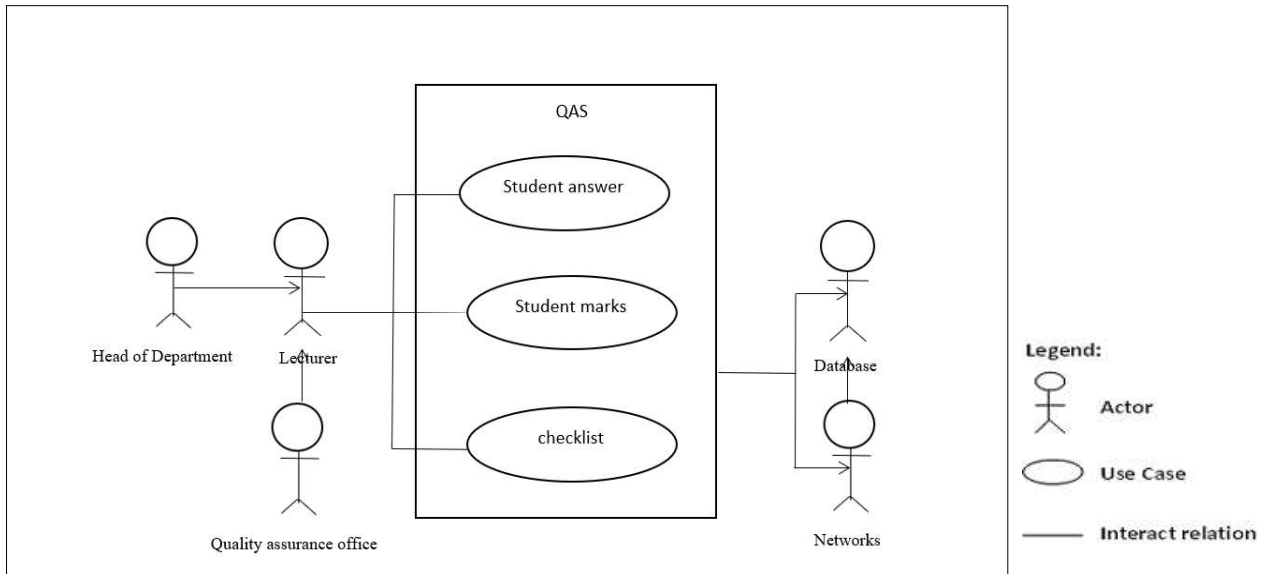 QAS
Student answer
Student marks
checklist
Head of Department
Lecturer
Quality assurance office
Database
Networks
Legend:
Actor
Use Case
Interact relation